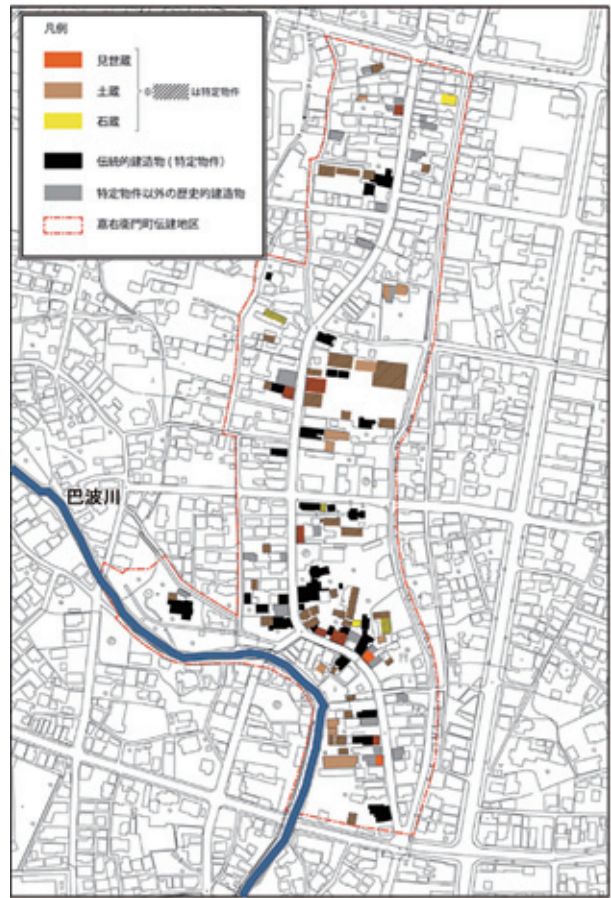 凡例
見世蔵
土蔵
石蔵
は特定物件
伝統的建造物(特定物件)
特定物件以外の歴史的建造物
嘉右衛門町伝建地区
巴波川